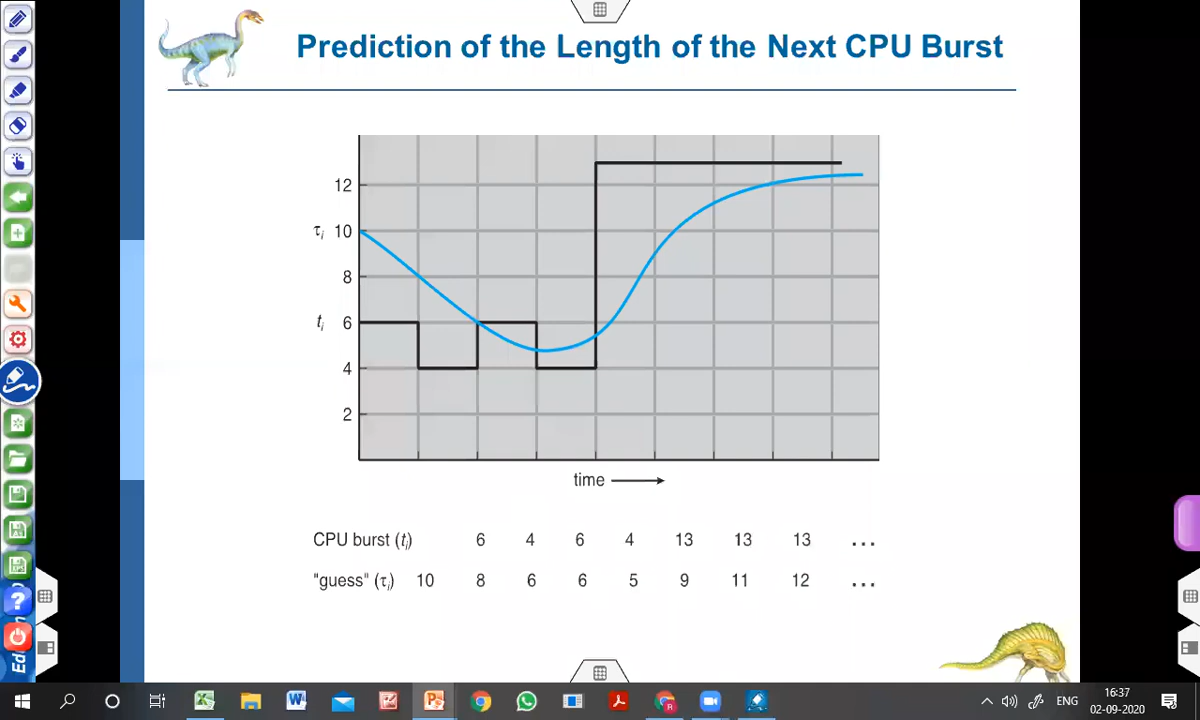 Prediction of the Length of the Next CPU Burst
12
τi 10
8
ti 6
4
2
time
CPU burst (ti) 6 4 6 4 13 13 13 ...
"guess" (τi) 10 8 6 6 5 9 11 12 ...
ENG
16:37
02-09-2020